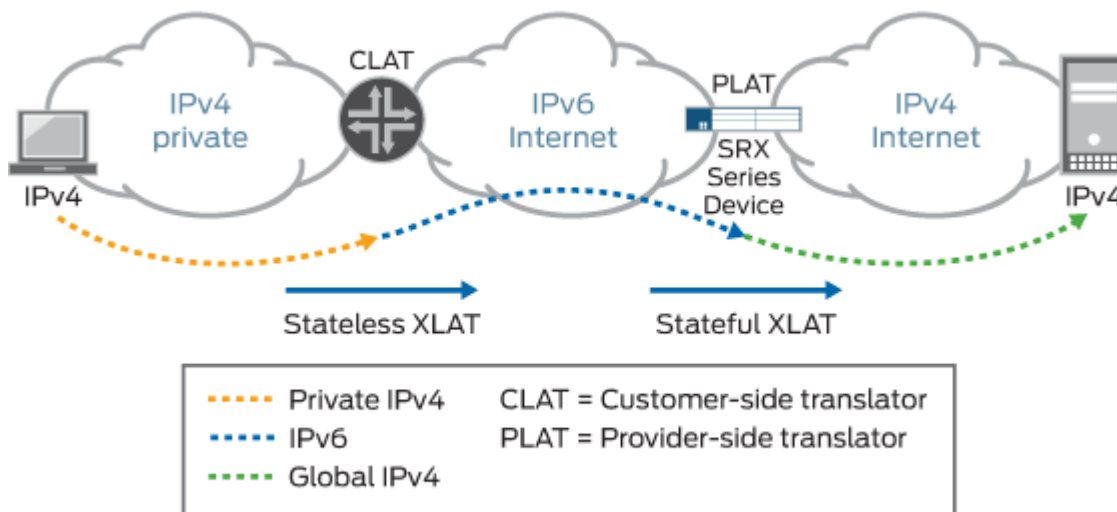 CLAT
IPv4
private
IPv6
Internet
PLAT
IPv4
Internet
SRX
Series
Device
IPv4
IPv4
Stateless XLAT
Stateful XLAT
Private IPv4
CLAT = Customer-side translator
IPv6
PLAT = Provider-side translator
Global IPv4